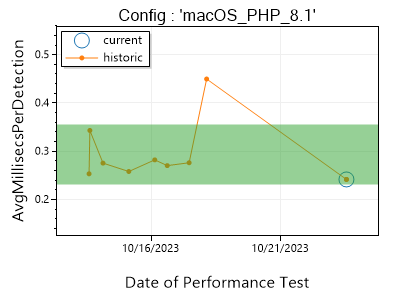 Config : 'macOS_PHP_8.1'
current
historic
0.5
0.4
0.3
0.2
AvgMillisecsPerDetection
10/16/2023
10/21/2023
Date of Performance Test